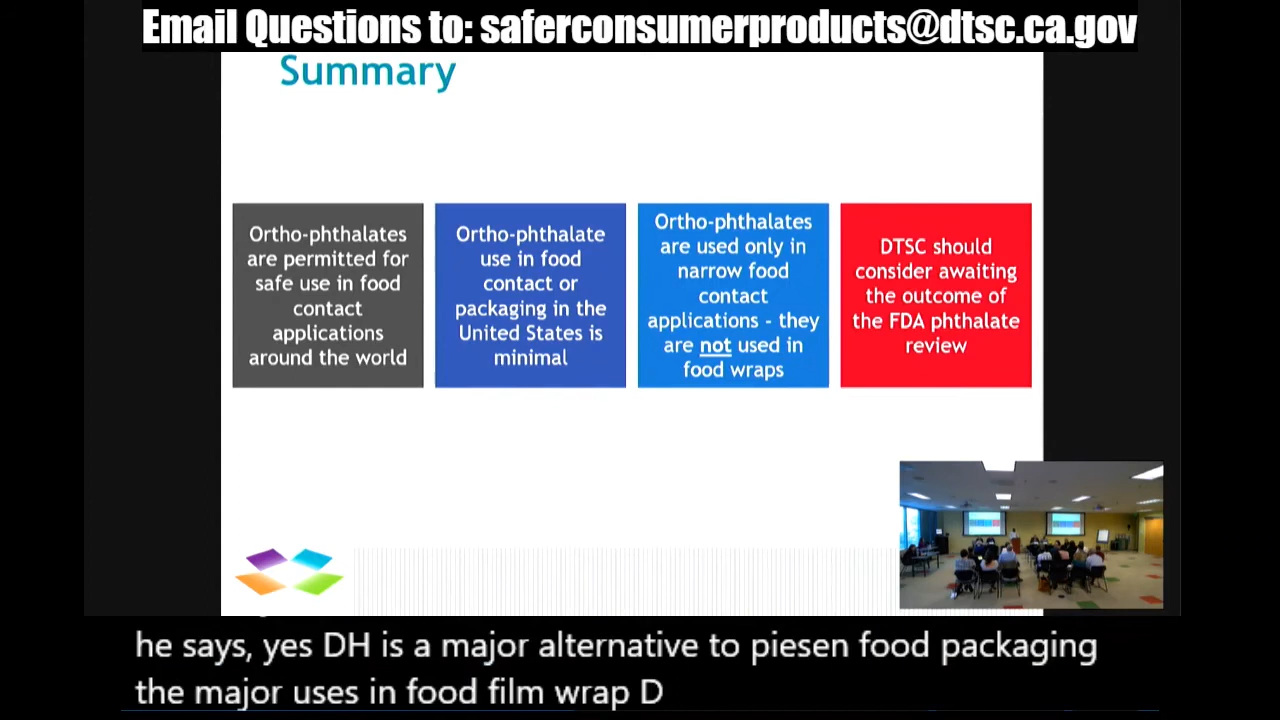 Email Questions to: saferconsumerproducts@dtsc.ca.gov
Summary
Ortho-phthalates
are permitted for
safe use in food
contact
applications
around the world
Ortho-phthalate
use in food
contact or
packaging in the
United States is
minimal
Ortho-phthalates
are used only in
narrow food
contact
applications - they
are not used in
food wraps
DTSC should
consider awaiting
the outcome of
the FDA phthalate
review
he says, yes DH is a major alternative to piesen food packaging
the major uses in food film wrap D